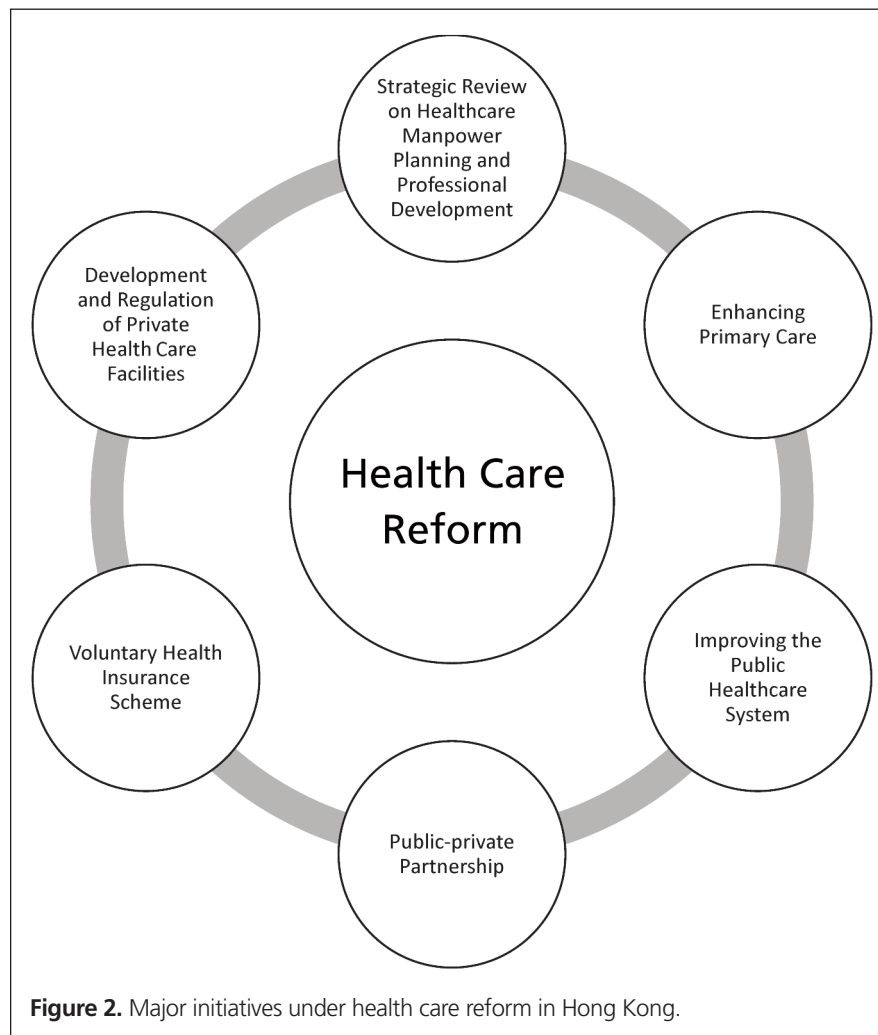 Strategic Review
on Healthcare
Manpower
Planning and
Professional
Development
Enhancing
Primary Care
Improving the
Public
Healthcare
System
Public-private
Partnership
Voluntary Health
Insurance
Scheme
Development
and Regulation
of Private
Health Care
Facilities
Health Care
Reform
Figure 2. Major initiatives under health care reform in Hong Kong.